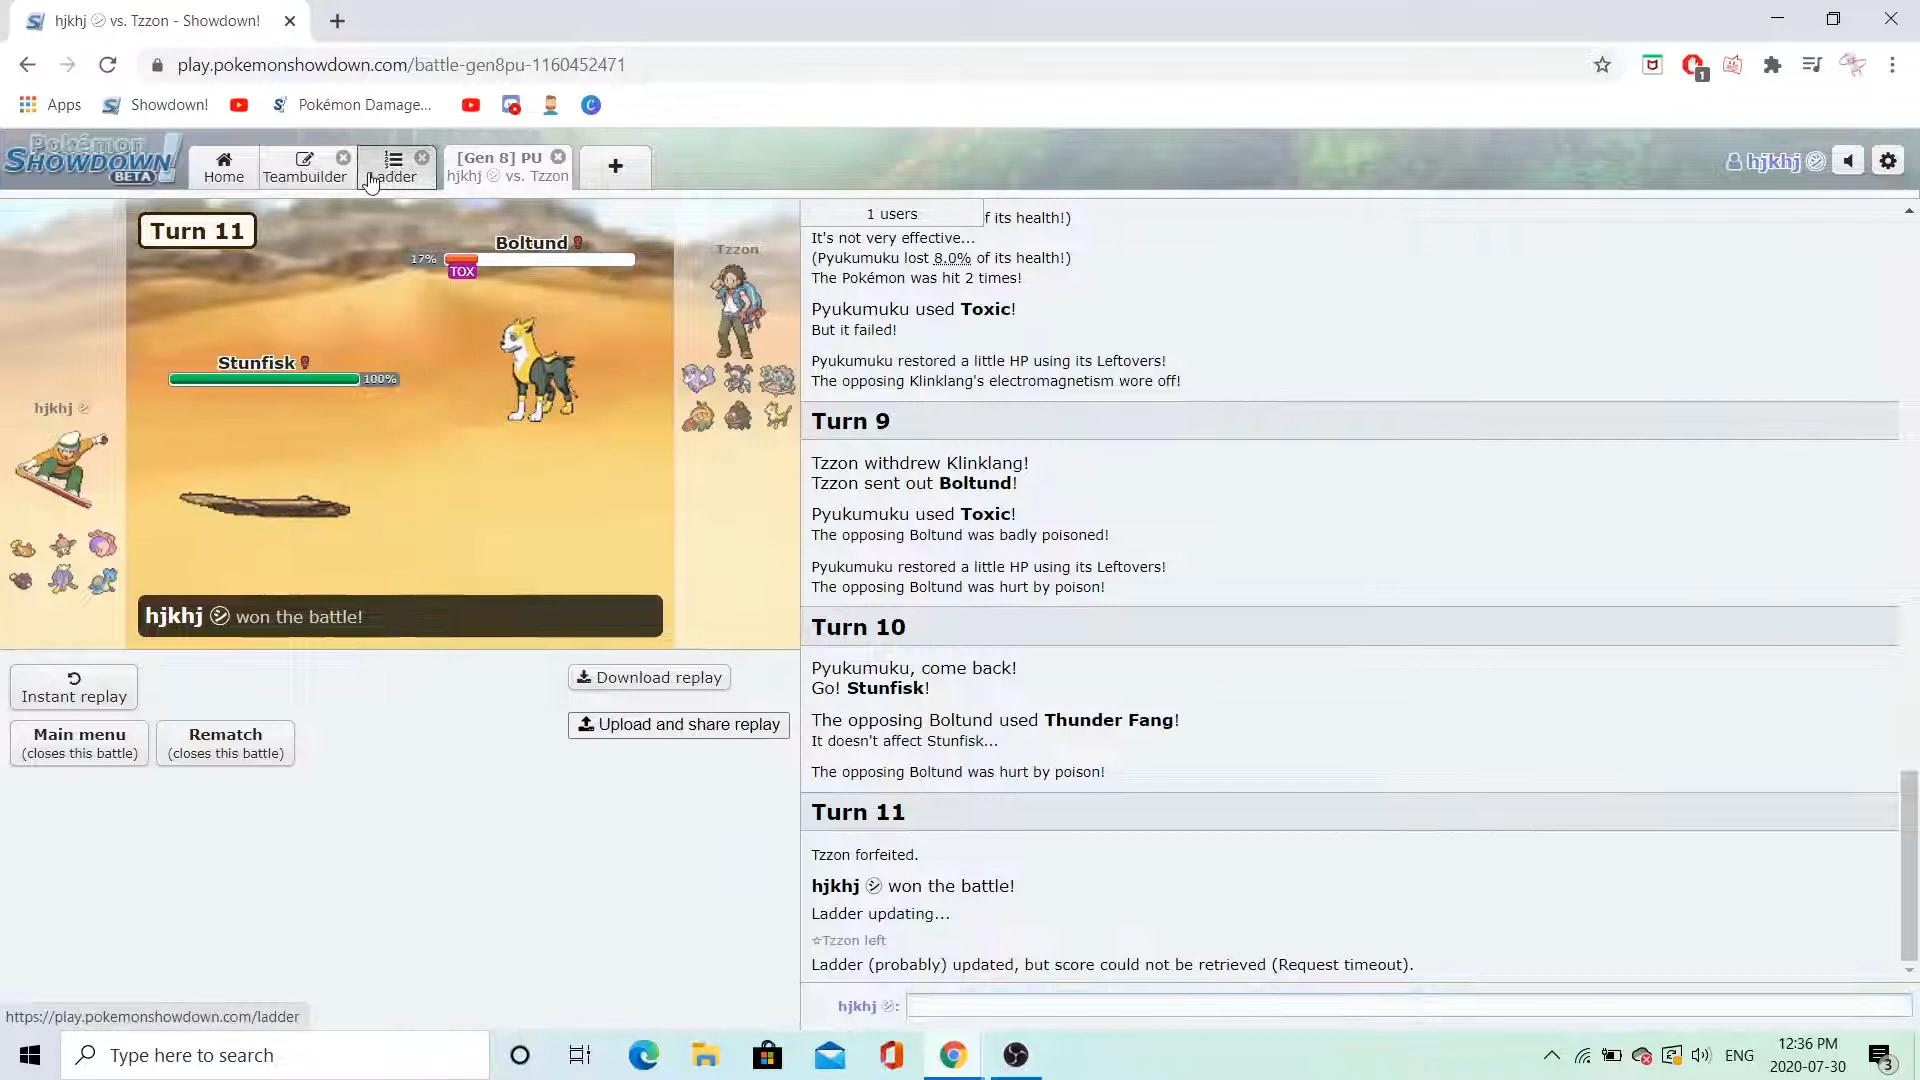 hjkhj vs. Tzzon - Showdown!
play.pokemonshowdown.com/battle-gen8pu-1160452471
1
Apps
Showdown!
Pokémon Damage...
C
Pokémon
SHOWDOWN!
BETA
Home
Teambuilder
Ladder
[Gen 8] PU
hjkhj vs. Tzzon
hjkhj
Turn 11
Boltund
17%
TOX
Tzzon
Stunfisk
100%
hjkhj
hjkhj won the battle!
Instant replay
Download replay
Upload and share replay
Main menu
(closes this battle)
Rematch
(closes this battle)
1 users
f its health!)
It's not very effective...
(Pyukumuku lost 8.0% of its health!)
The Pokémon was hit 2 times!
Pyukumuku used Toxic!
But it failed!
Pyukumuku restored a little HP using its Leftovers!
The opposing Klinklang's electromagnetism wore off!
Turn 9
Tzzon withdrew Klinklang!
Tzzon sent out Boltund!
Pyukumuku used Toxic!
The opposing Boltund was badly poisoned!
Pyukumuku restored a little HP using its Leftovers!
The opposing Boltund was hurt by poison!
Turn 10
Pyukumuku, come back!
Go! Stunfisk!
The opposing Boltund used Thunder Fang!
It doesn't affect Stunfisk...
The opposing Boltund was hurt by poison!
Turn 11
Tzzon forfeited.
hjkhj won the battle!
Ladder updating...
☆Tzzon left
Ladder (probably) updated, but score could not be retrieved (Request timeout).
hjkhj :
https://play.pokemonshowdown.com/ladder
Type here to search
ENG
12:36 PM
2020-07-30
3